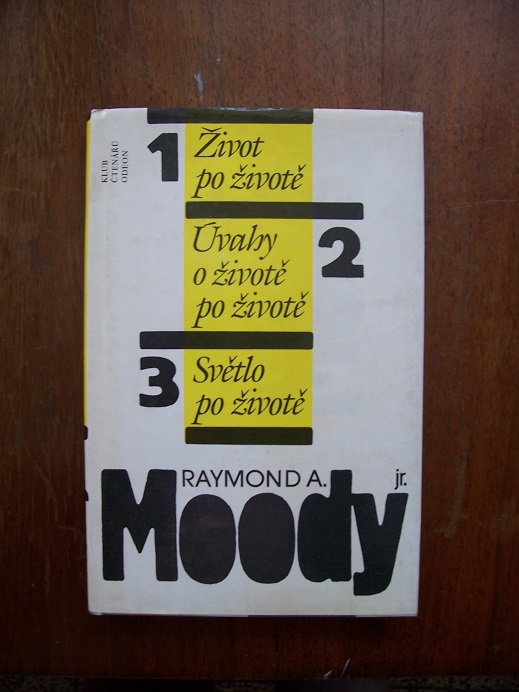 KLUB
ČTENÁŘŮ
ODEON
1
Život
po životě
2
Úvahy
o životě
po životě
3
Světlo
po životě
RAYMOND A.
Moody
jr.